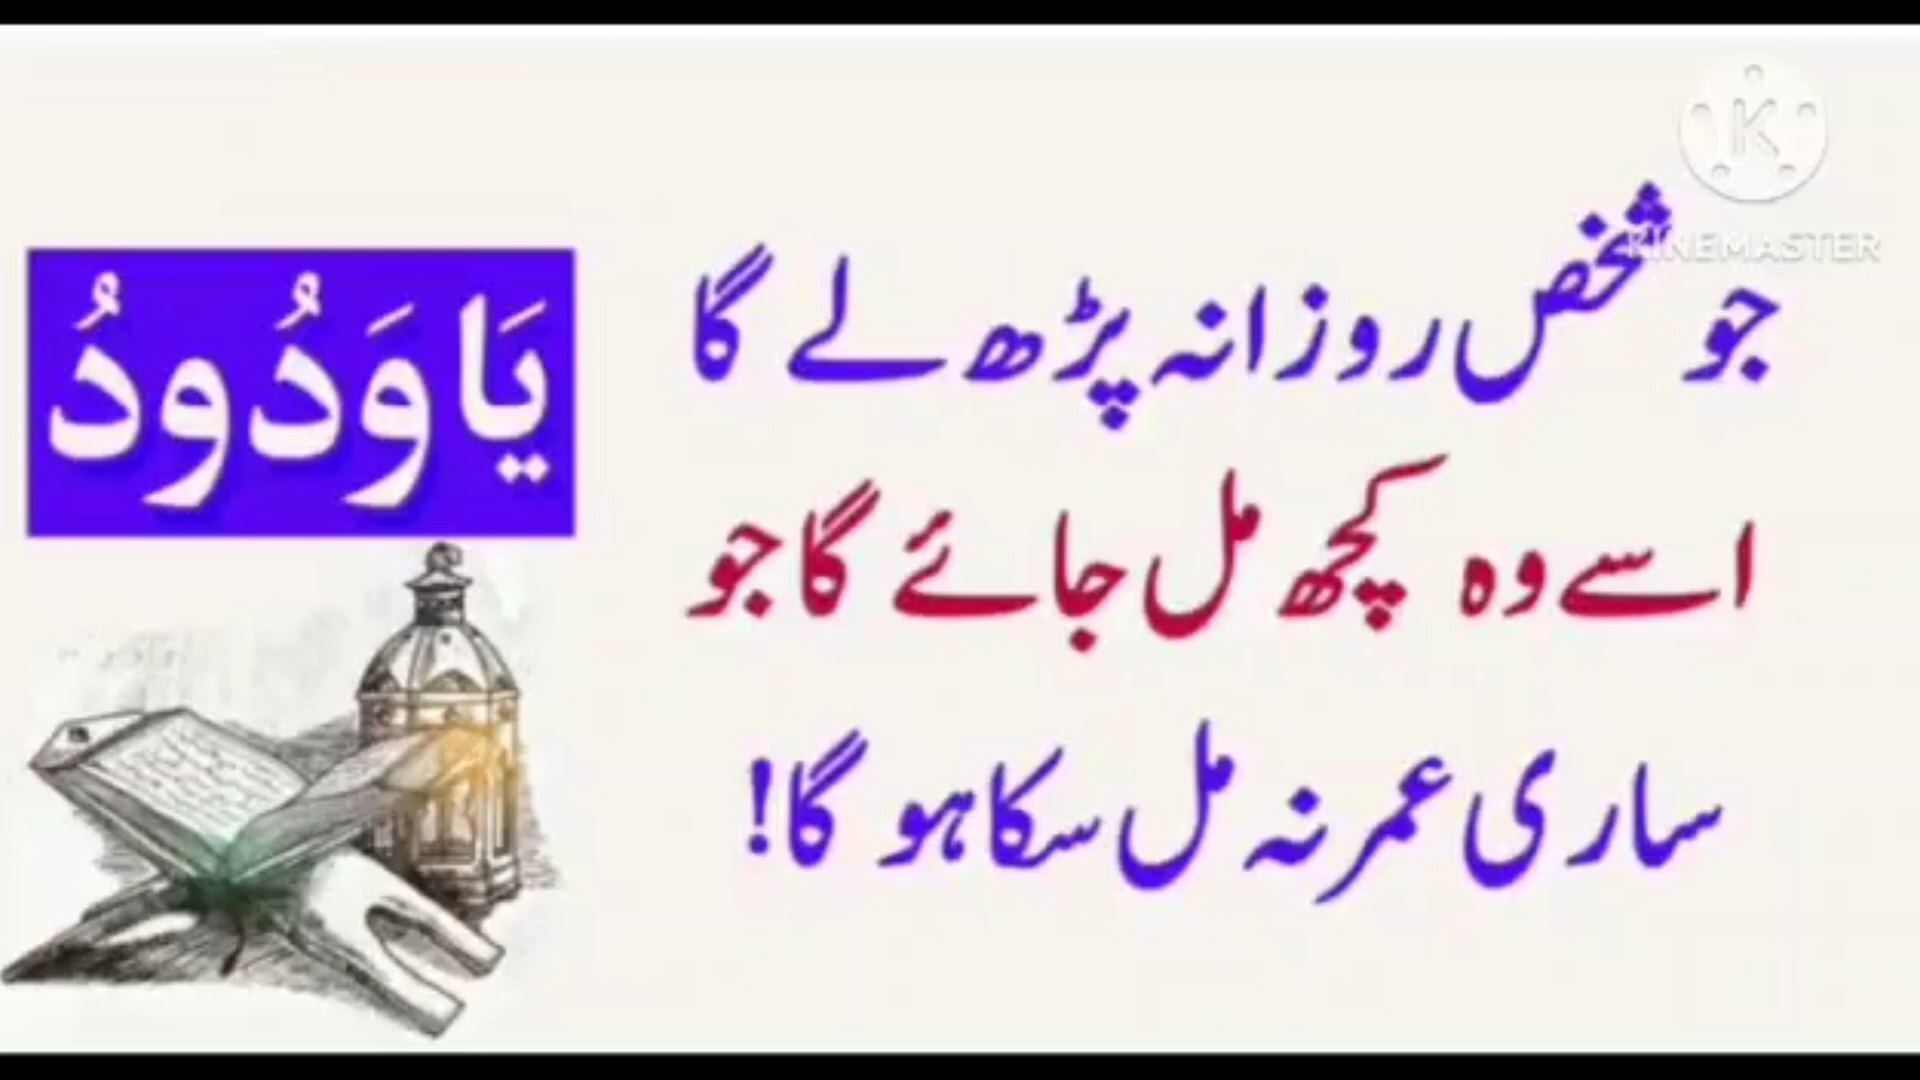 جو شخص روزانہ پڑھ لے گا
یَا وَدُودُ
اسے وہ کچھ مل جائے گا جو
ساری عمر نہ مل سکا ہو گا!
KINEMASTER